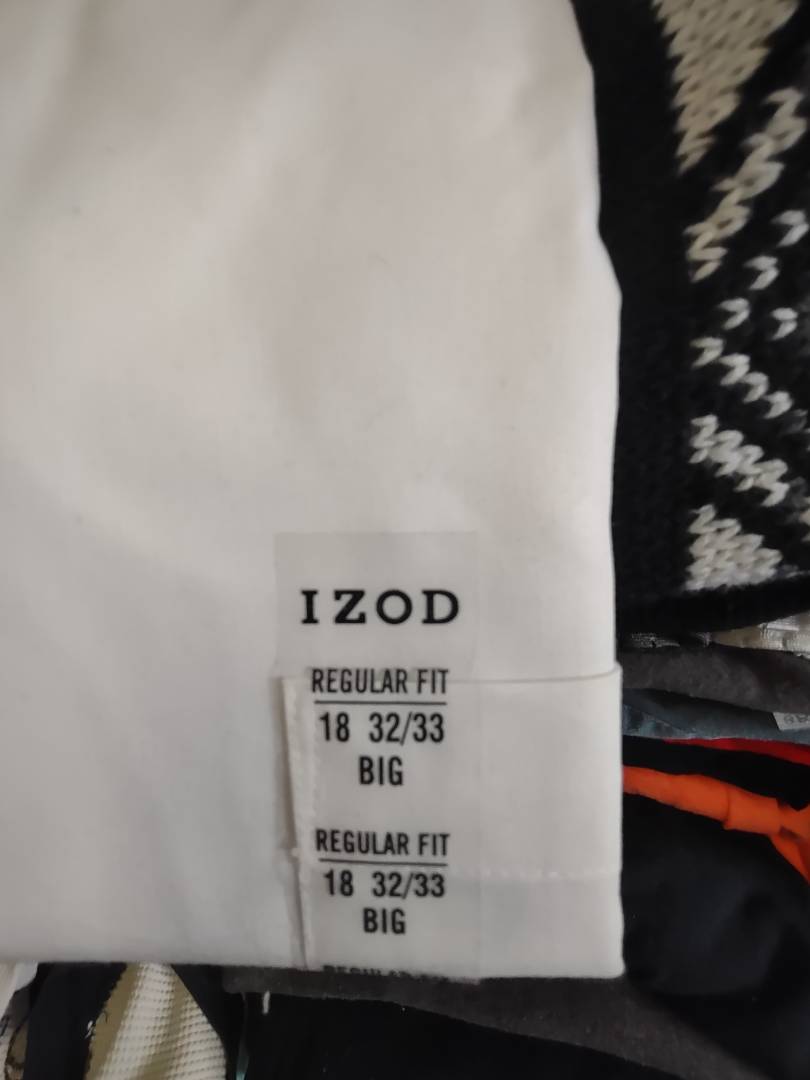 IZOD
REGULAR FIT
18 32/33
BIG
REGULAR FIT
18 32/33
BIG